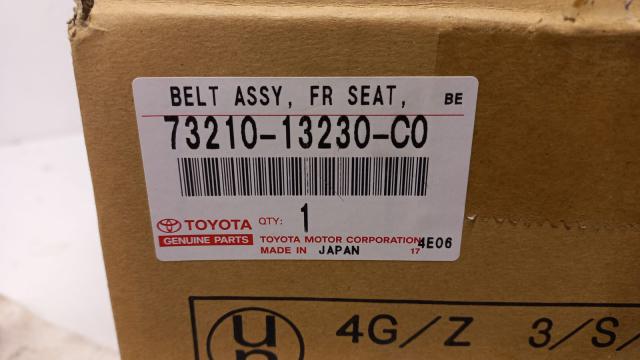 BELT ASSY, FR SEAT, BE
73210-13230-C0
TOYOTA QTY: 1
GENUINE PARTS TOYOTA MOTOR CORPORATION 4E06
MADE IN JAPAN 17
un 4G/Z 3/S/